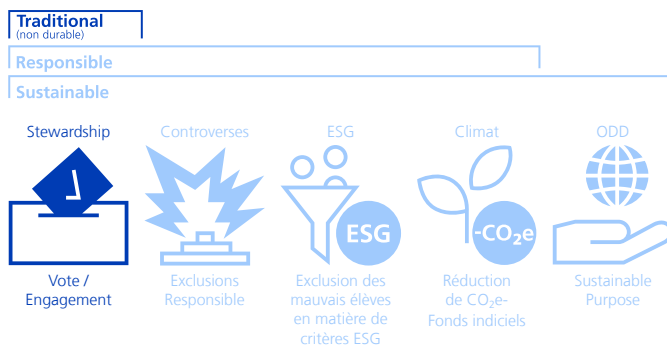 Traditional
(non durable)
Responsible
Sustainable
Stewardship
Controverses
ESG
Climat
ODD
ESG
-CO₂e
Vote /
Engagement
Exclusions
Responsible
Exclusion des
mauvais élèves
en matière de
critères ESG
Réduction
de CO₂e-
Fonds indiciels
Sustainable
Purpose